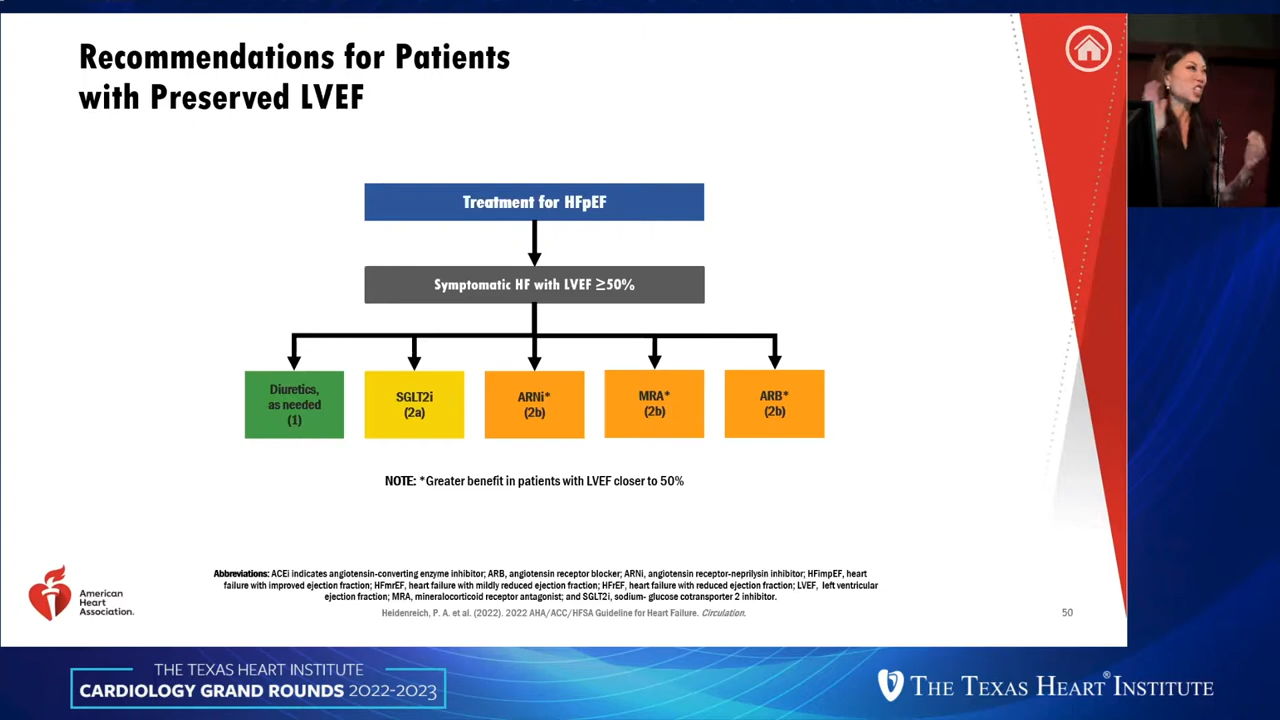 Recommendations for Patients
with Preserved LVEF
Treatment for HFpEF
Symptomatic HF with LVEF ≥50%
Diuretics,
as needed
(1)
SGLT2i
(2a)
ARNi*
(2b)
MRA*
(2b)
ARB*
(2b)
NOTE: *Greater benefit in patients with LVEF closer to 50%
Abbreviations: ACEi indicates angiotensin-converting enzyme inhibitor; ARB, angiotensin receptor blocker; ARNi, angiotensin receptor-neprilysin inhibitor; HFimpEF, heart
failure with improved ejection fraction; HFmrEF, heart failure with mildly reduced ejection fraction; HFrEF, heart failure with reduced ejection fraction; LVEF, left ventricular
ejection fraction; MRA, mineralocorticoid receptor antagonist; and SGLT2i, sodium- glucose cotransporter 2 inhibitor.
Heidenreich, P. A. et al. (2022). 2022 AHA/ACC/HFSA Guideline for Heart Failure. Circulation.
50
American
Heart
Association.
THE TEXAS HEART INSTITUTE
CARDIOLOGY GRAND ROUNDS 2022-2023
THE TEXAS HEART® INSTITUTE